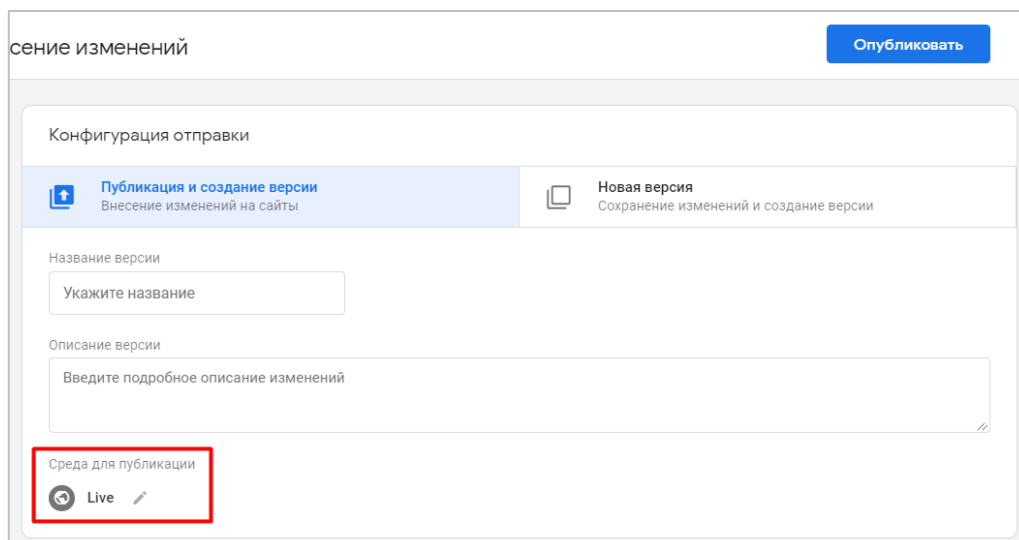 сение изменений
Опубликовать
Конфигурация отправки
Публикация и создание версии
Внесение изменений на сайты
Новая версия
Сохранение изменений и создание версии
Название версии
Укажите название
Описание версии
Введите подробное описание изменений
Среда для публикации
Live